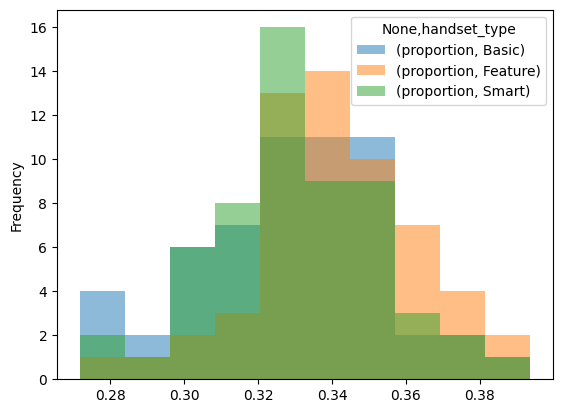 None,handset_type
(proportion, Basic)
(proportion, Feature)
(proportion, Smart)
Frequency
16
14
12
10
8
6
4
2
0
0.28 0.30 0.32 0.34 0.36 0.38